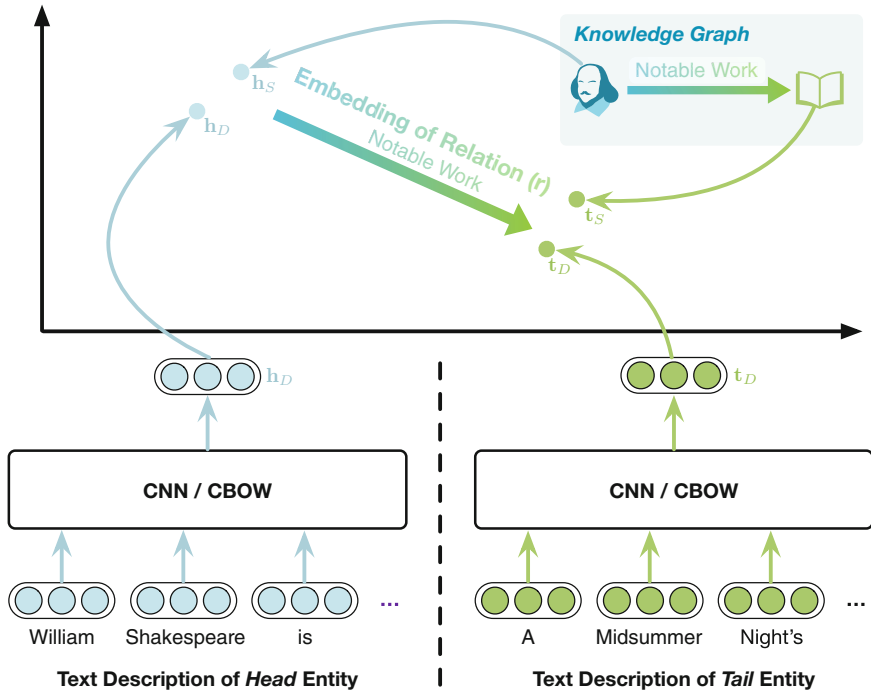 Knowledge Graph
Notable Work
h_S
h_D
Embedding of Relation (r)
Notable Work
t_S
t_D
h_D
t_D
CNN / CBOW
CNN / CBOW
... ...
William Shakespeare is
A Midsummer Night's
Text Description of Head Entity
Text Description of Tail Entity